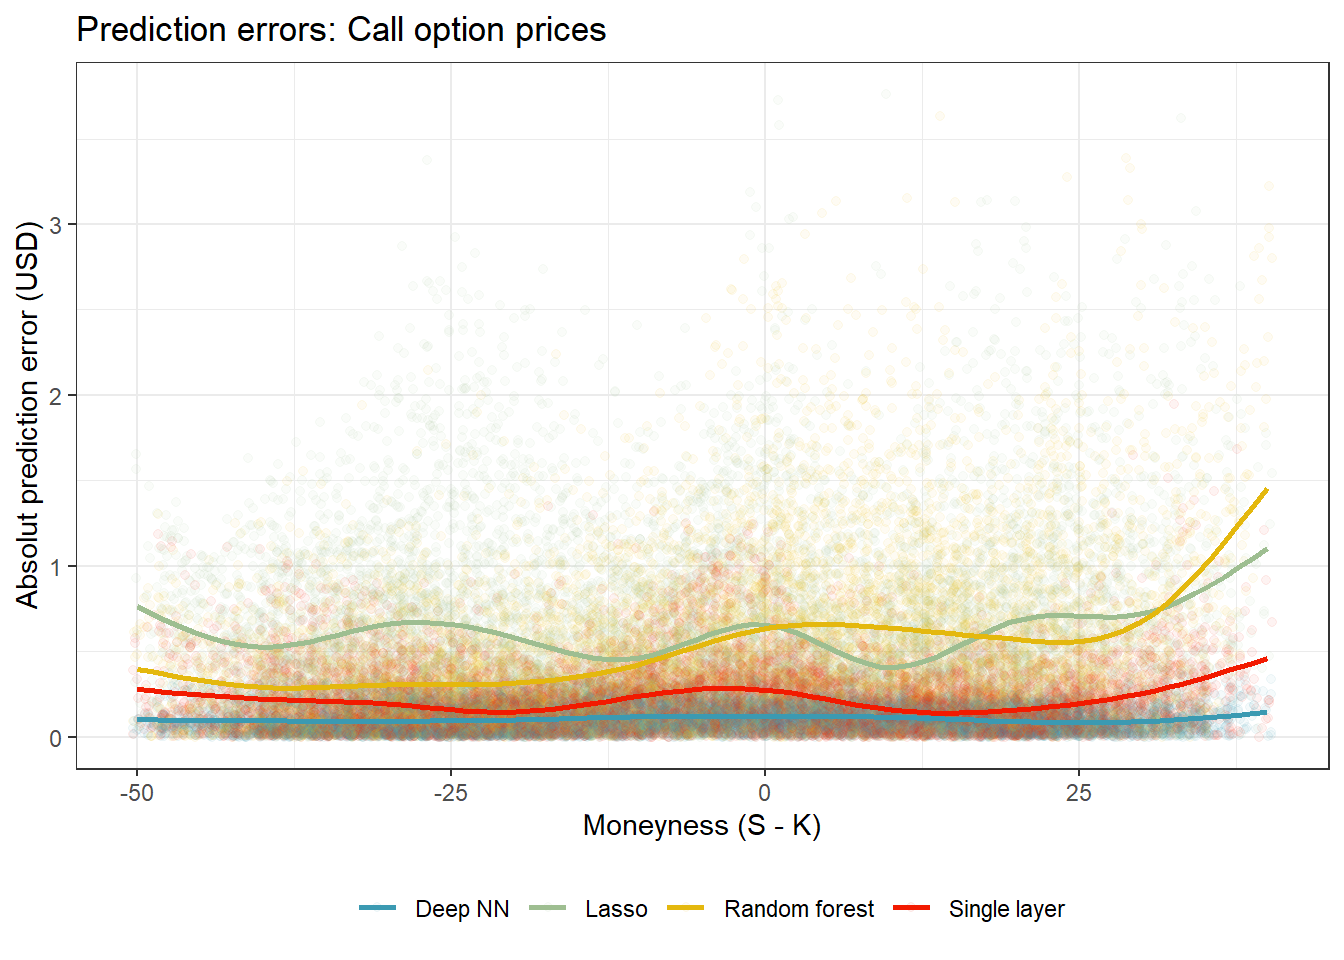 Prediction errors: Call option prices
Absolut prediction error (USD)
3
2
1
0
-50
-25
0
25
Moneyness (S - K)
Deep NN
Lasso
Random forest
Single layer